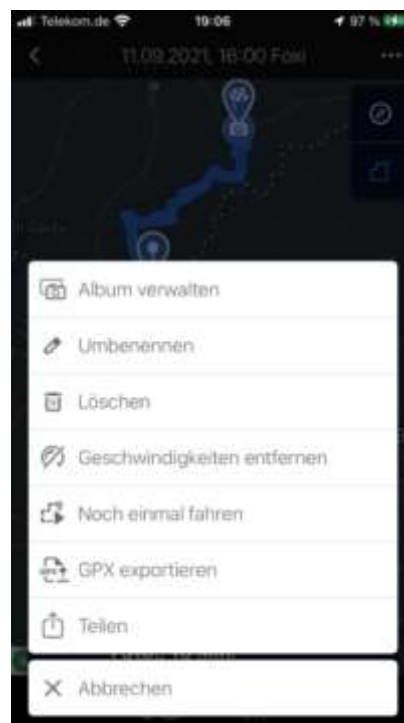 Telekom.de 19:06 97 %
11.09.2021, 16:00 Foxi
Album verwalten
Umbenennen
Löschen
Geschwindigkeiten entfernen
Noch einmal fahren
GPX exportieren
Teilen
Abbrechen